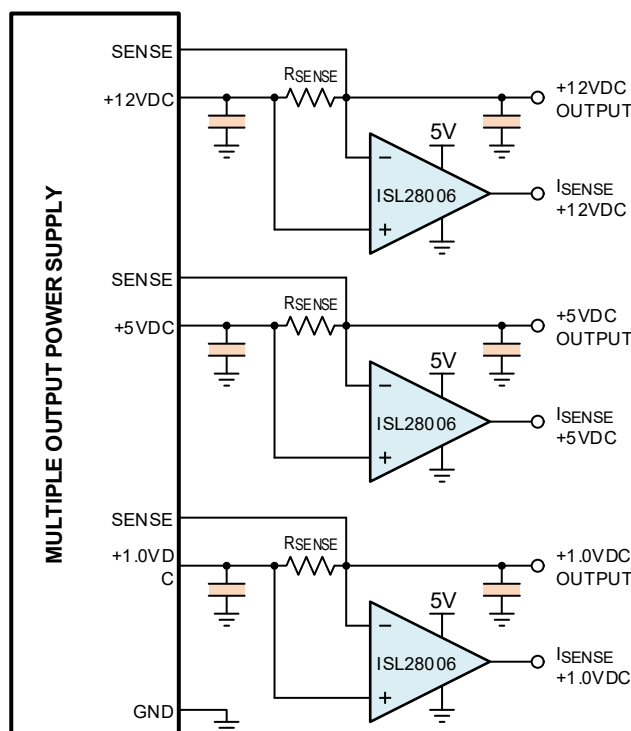 MULTIPLE OUTPUT POWER SUPPLY
SENSE
+12VDC
RSENSE
+12VDC
OUTPUT
5V
−
ISL28006
+
ISENSE
+12VDC
SENSE
+5VDC
RSENSE
+5VDC
OUTPUT
5V
−
ISL28006
+
ISENSE
+5VDC
SENSE
+1.0VD
C
RSENSE
+1.0VDC
OUTPUT
5V
−
ISL28006
+
ISENSE
+1.0VDC
GND